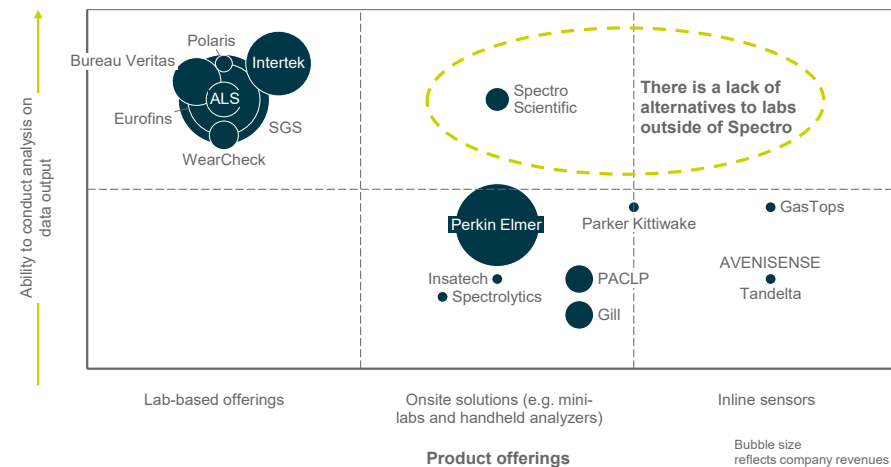 Ability to conduct analysis on
data output
Polaris
Bureau Veritas
Intertek
ALS
Eurofins
SGS
WearCheck
Spectro
Scientific
There is a lack of
alternatives to labs
outside of Spectro
Perkin Elmer
Parker Kittiwake
GasTops
Insatech
Spectrolytics
PACLP
Gill
AVENISENSE
Tandelta
Lab-based offerings
Onsite solutions (e.g. mini-
labs and handheld analyzers)
Inline sensors
Product offerings
Bubble size
reflects company revenues